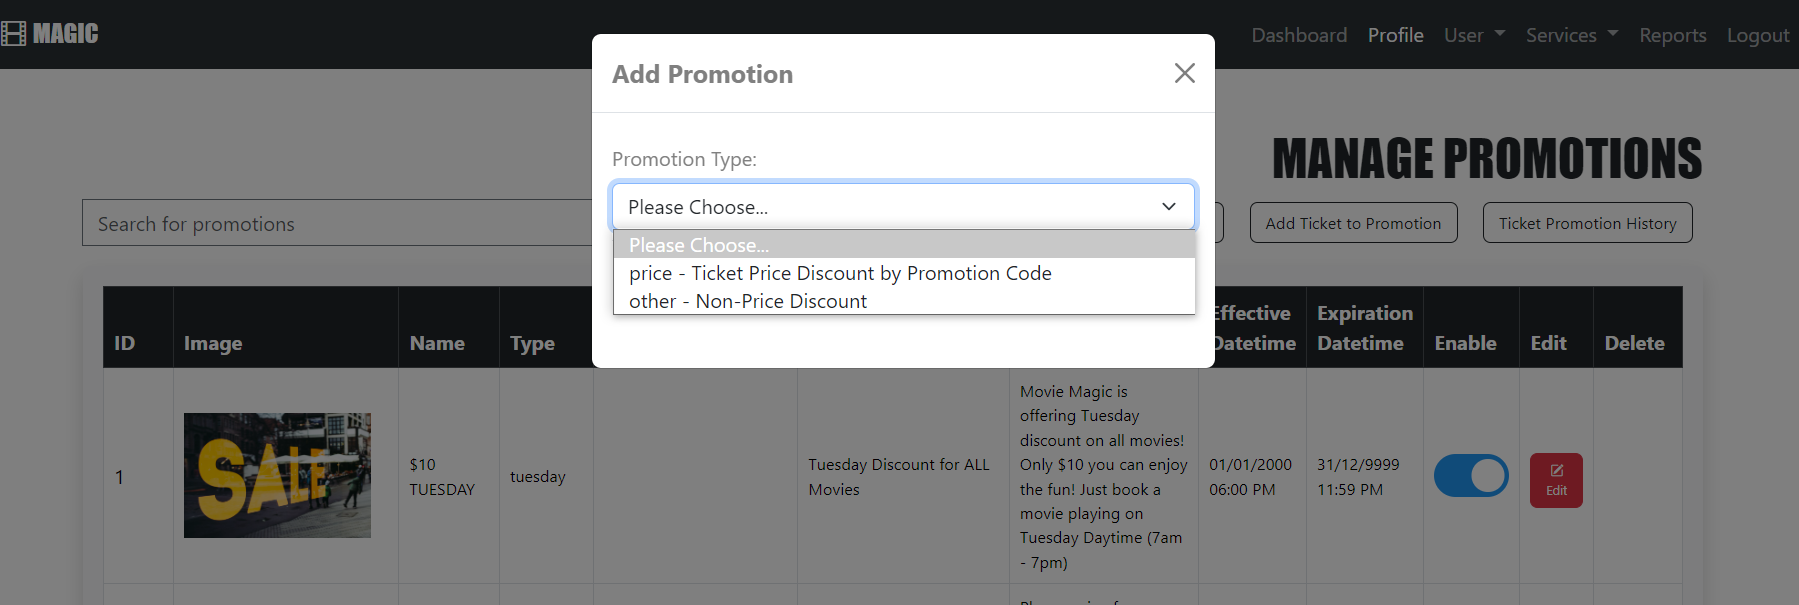 MAGIC
Dashboard Profile User Services Reports Logout
Add Promotion
MANAGE PROMOTIONS
Promotion Type:
Please Choose...
Search for promotions
Add Ticket to Promotion
Ticket Promotion History
Please Choose...
price - Ticket Price Discount by Promotion Code
other - Non-Price Discount
ID
Image
Name
Type
Effective
Datetime
Expiration
Datetime
Enable
Edit
Delete
1
SALE
$10
TUESDAY
tuesday
Tuesday Discount for ALL
Movies
Movie Magic is
offering Tuesday
discount on all movies!
Only $10 you can enjoy
the fun! Just book a
movie playing on
Tuesday Daytime (7am
- 7pm)
01/01/2000
06:00 PM
31/12/9999
11:59 PM
Edit